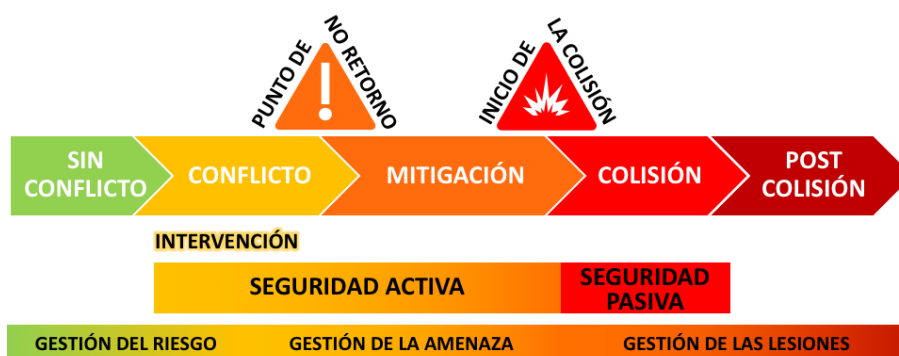 PUNTO DE
NO RETORNO
INICIO DE
LA COLISIÓN
SIN
CONFLICTO
CONFLICTO
MITIGACIÓN
COLISIÓN
POST
COLISIÓN
INTERVENCIÓN
SEGURIDAD ACTIVA
SEGURIDAD
PASIVA
GESTIÓN DEL RIESGO
GESTIÓN DE LA AMENAZA
GESTIÓN DE LAS LESIONES